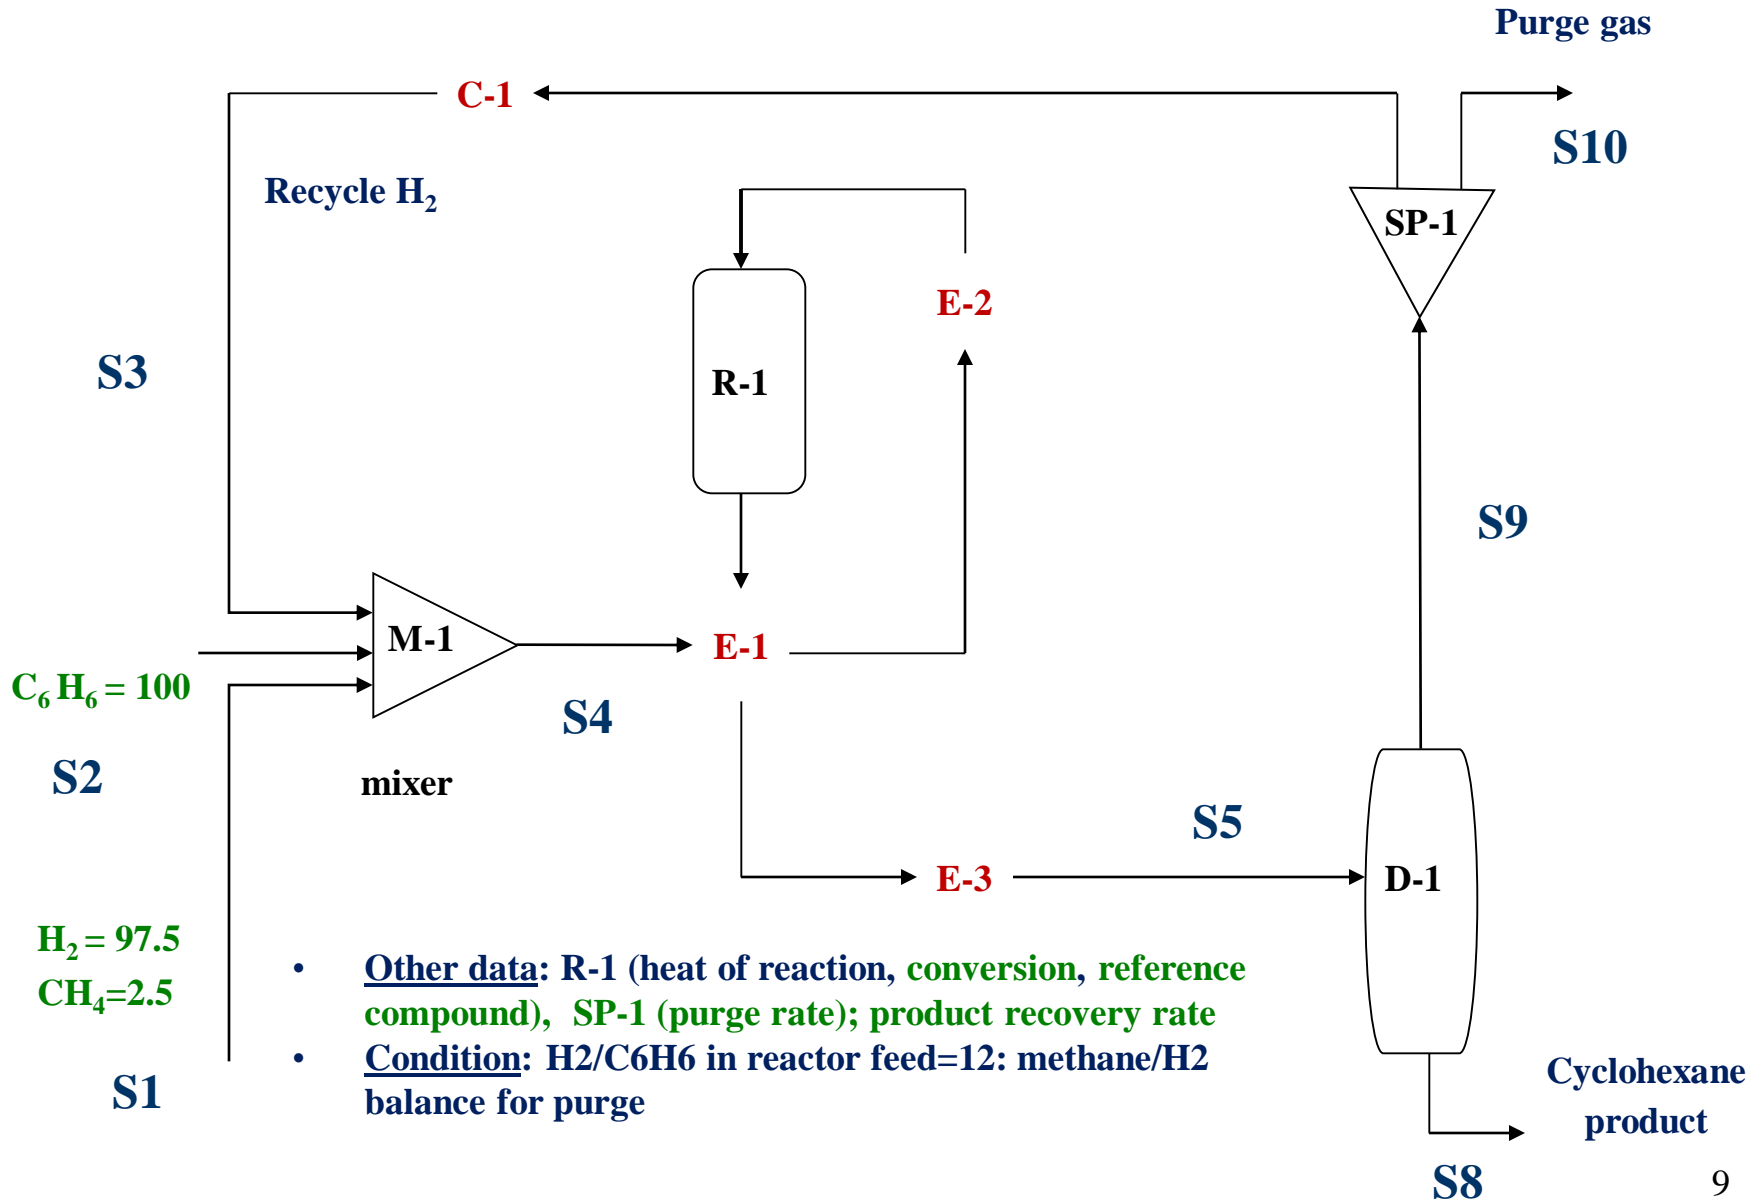 Purge gas
C-1
S10
Recycle H₂
SP-1
E-2
S3
R-1
S9
M-1
E-1
C₆ H₆ = 100
S4
S2
mixer
S5
E-3
D-1
H₂ = 97.5
CH₄=2.5
• Other data: R-1 (heat of reaction, conversion, reference
compound), SP-1 (purge rate); product recovery rate
• Condition: H2/C6H6 in reactor feed=12: methane/H2
balance for purge
S1
Cyclohexane
product
S8
9